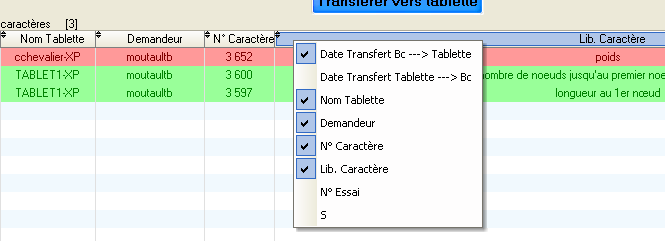 Transférer vers tablette
caractères [3]
Nom Tablette Demandeur N° Caractère Lib. Caractère
cchevalier-XP moutaultb 3 652 poids
TABLET1-XP moutaultb 3 600 nombre de noeuds jusqu'au premier noe
TABLET1-XP moutaultb 3 597 longueur au 1er nœud
Date Transfert Bc ---> Tablette
Date Transfert Tablette ---> Bc
Nom Tablette
Demandeur
N° Caractère
Lib. Caractère
N° Essai
S